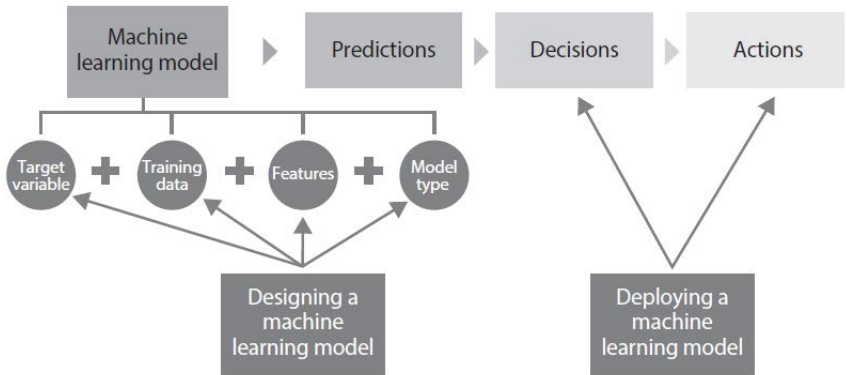 Machine
learning model
Predictions
Decisions
Actions
Target
variable
Training
data
Features
Model
type
Designing a
machine
learning model
Deploying a
machine
learning model